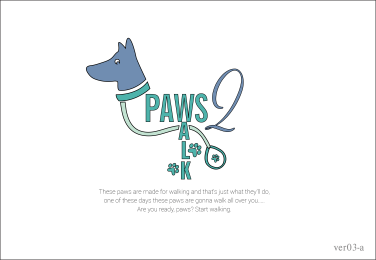 PAWS 2
WALK
These paws are made for walking and that's just what they'll do,
one of these days these paws are gonna walk all over you....
Are you ready, paws? Start walking.
ver03-a